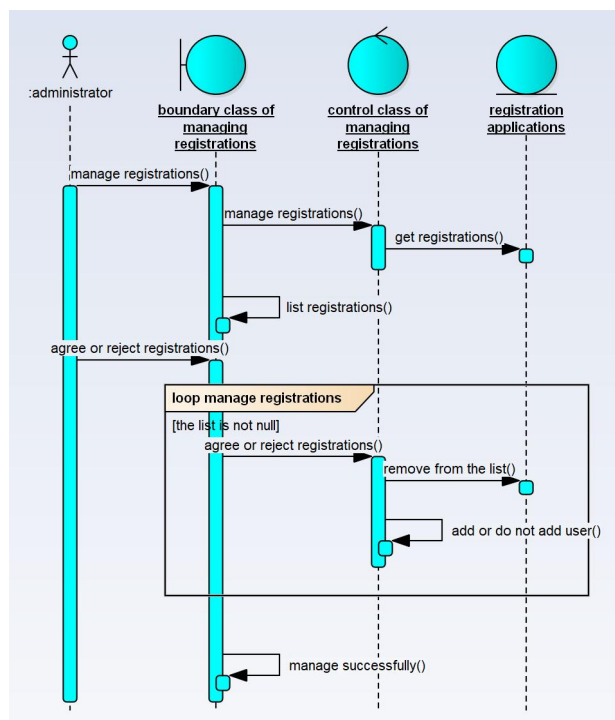 :administrator
boundary class of
managing
registrations
control class of
managing
registrations
registration
applications
manage registrations()
manage registrations()
get registrations()
list registrations()
agree or reject registrations()
loop manage registrations
[the list is not null]
agree or reject registrations()
remove from the list()
add or do not add user()
manage successfully()